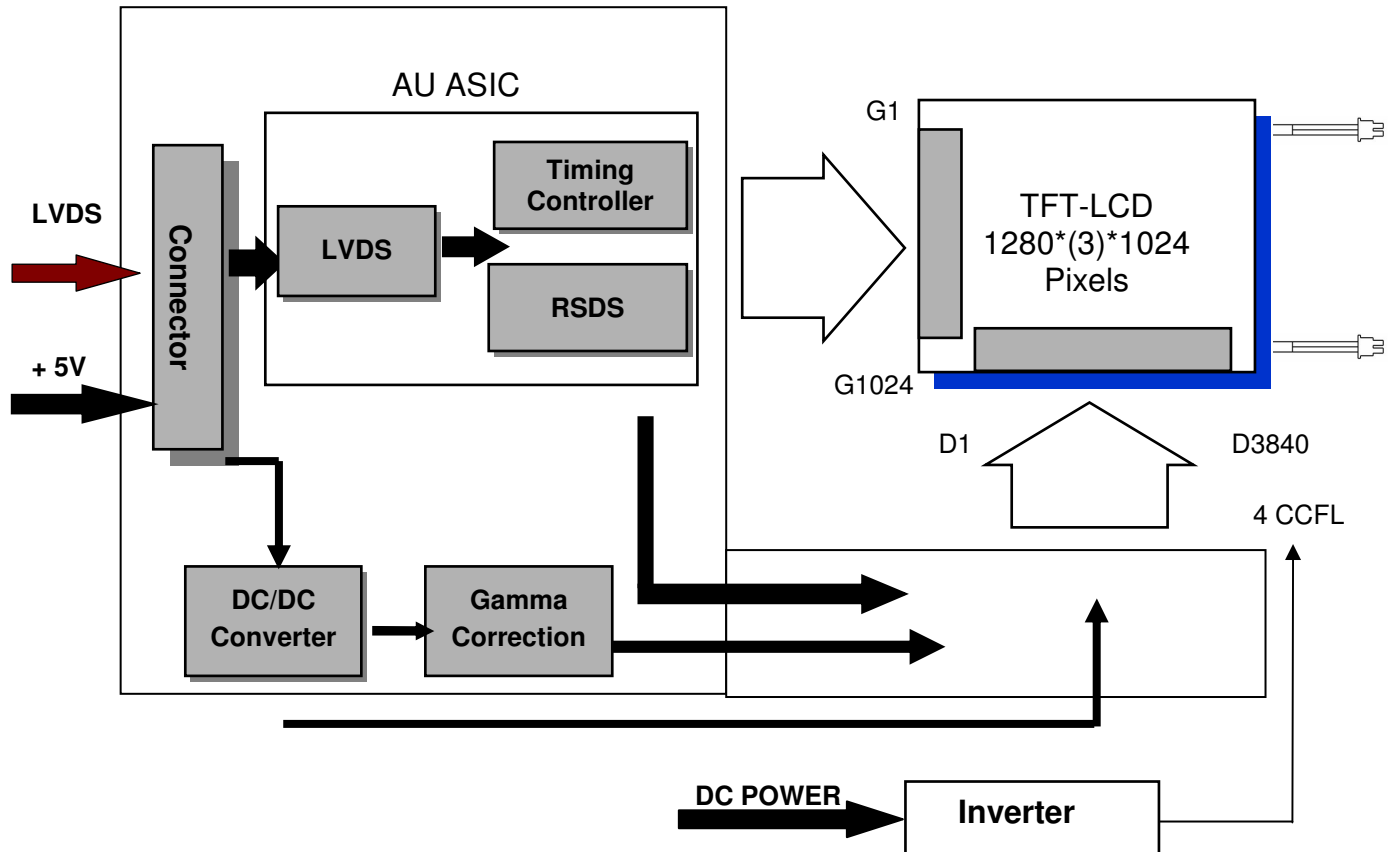 AU ASIC
G1
Timing
Controller
TFT-LCD
1280*(3)*1024
Pixels
LVDS
Connector
LVDS
RSDS
+ 5V
G1024
D1
D3840
4 CCFL
DC/DC
Converter
Gamma
Correction
DC POWER
Inverter